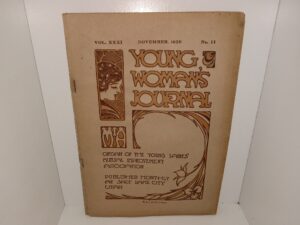 VOL. XXXI NOVEMBER, 1920 No. 11
YOUNG
WOMAN'S
JOURNAL
MIA
ORGAN OF THE YOUNG LADIES'
MUTUAL IMPROVEMENT
ASSOCIATION
PUBLISHED MONTHLY
AT SALT LAKE CITY
UTAH